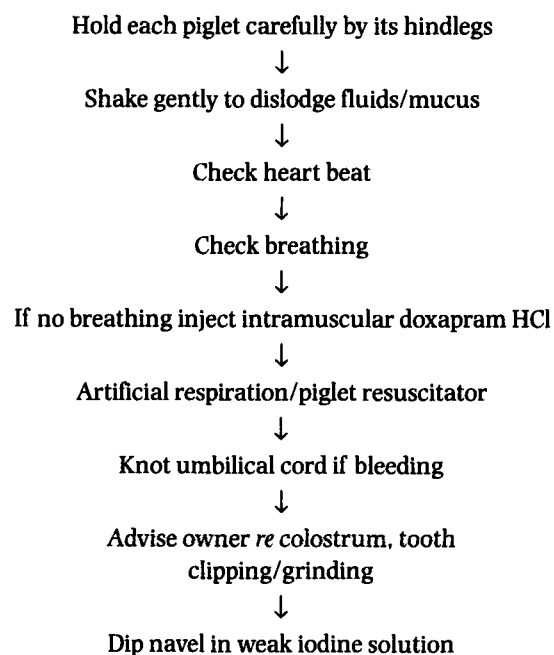 Hold each piglet carefully by its hindlegs
↓
Shake gently to dislodge fluids/mucus
↓
Check heart beat
↓
Check breathing
↓
If no breathing inject intramuscular doxapram HCl
↓
Artificial respiration/piglet resuscitator
↓
Knot umbilical cord if bleeding
↓
Advise owner re colostrum, tooth
clipping/grinding
↓
Dip navel in weak iodine solution